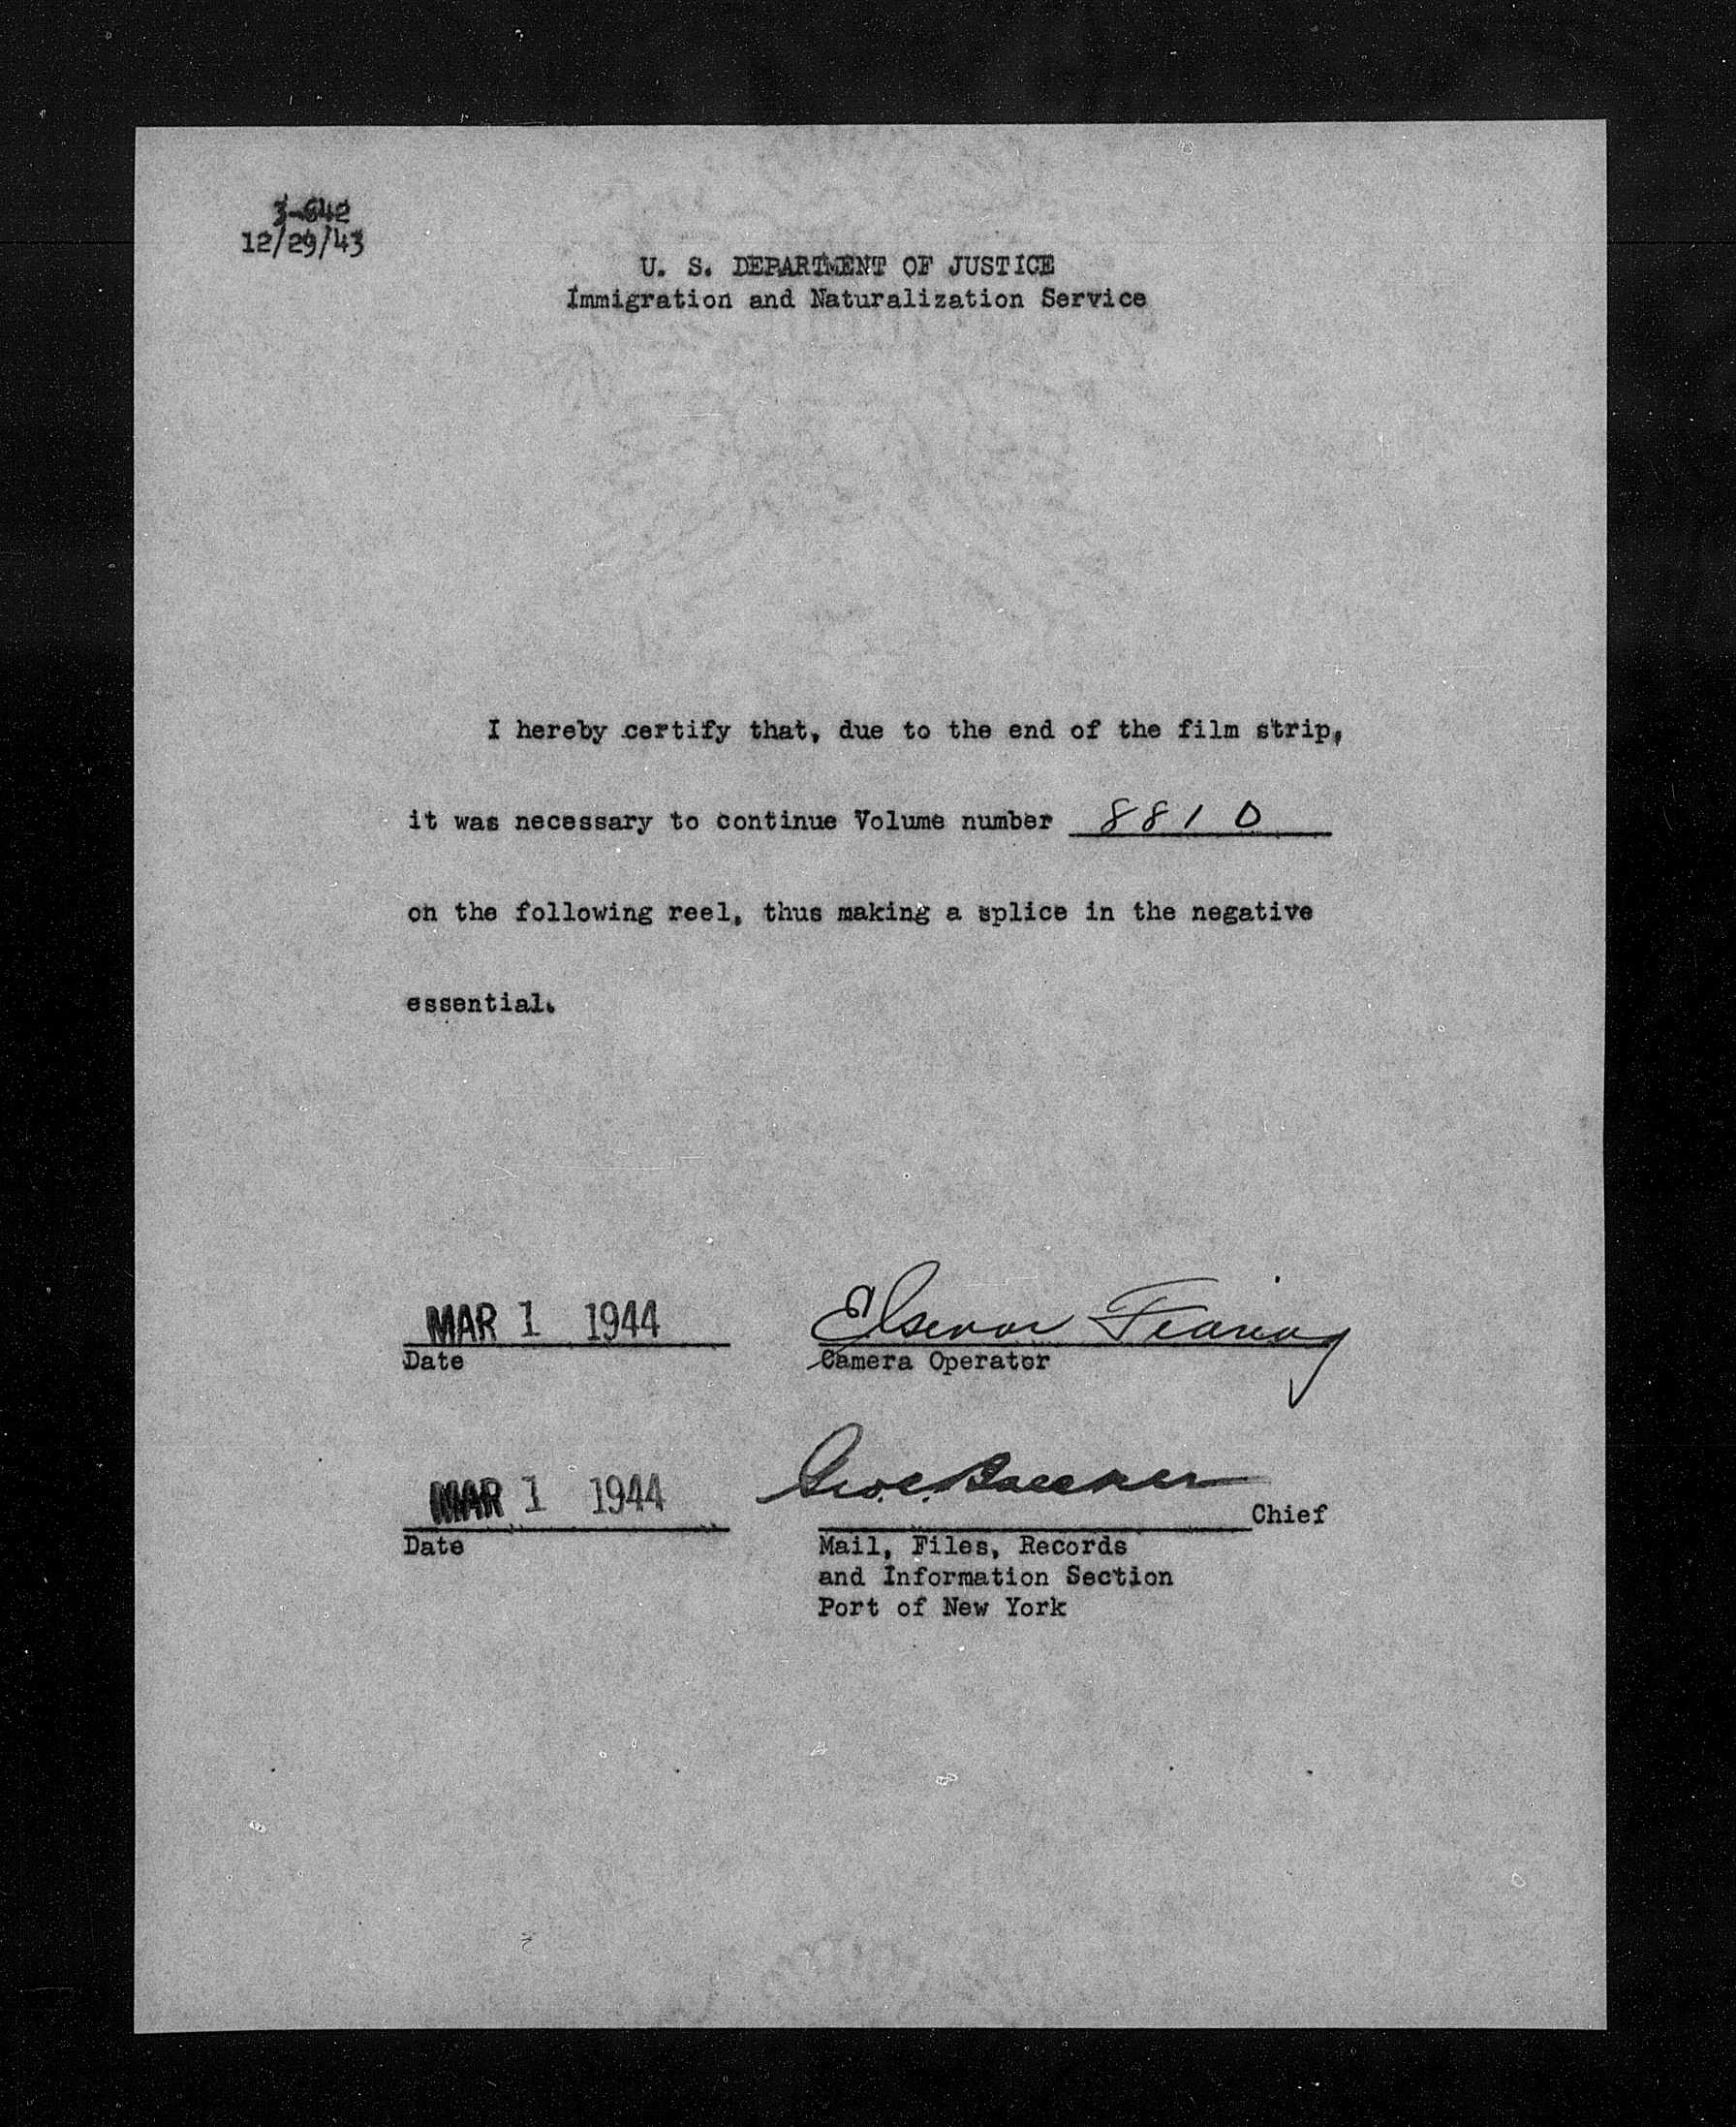 3-642
12/29/43
U. S. DEPARTMENT OF JUSTICE
Immigration and Naturalization Service
I hereby certify that, due to the end of the film strip,
it was necessary to continue Volume number 8810
on the following reel, thus making a splice in the negative
essential.
MAR 1 1944
Date
Camera Operator
MAR 1 1944
Geo. C.
Chief
Date
Mail, Files, Records
and Information Section
Port of New York